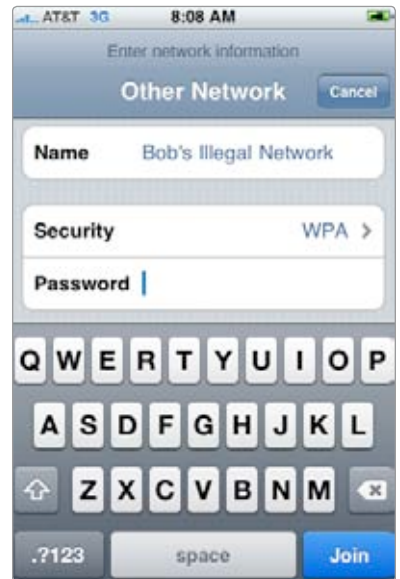 AT&T 3G 8:08 AM
Enter network information
Other Network Cancel
Name Bob's Illegal Network
Security WPA >
Password
Q W E R T Y U I O P
A S D F G H J K L
Z X C V B N M
.?123 space Join